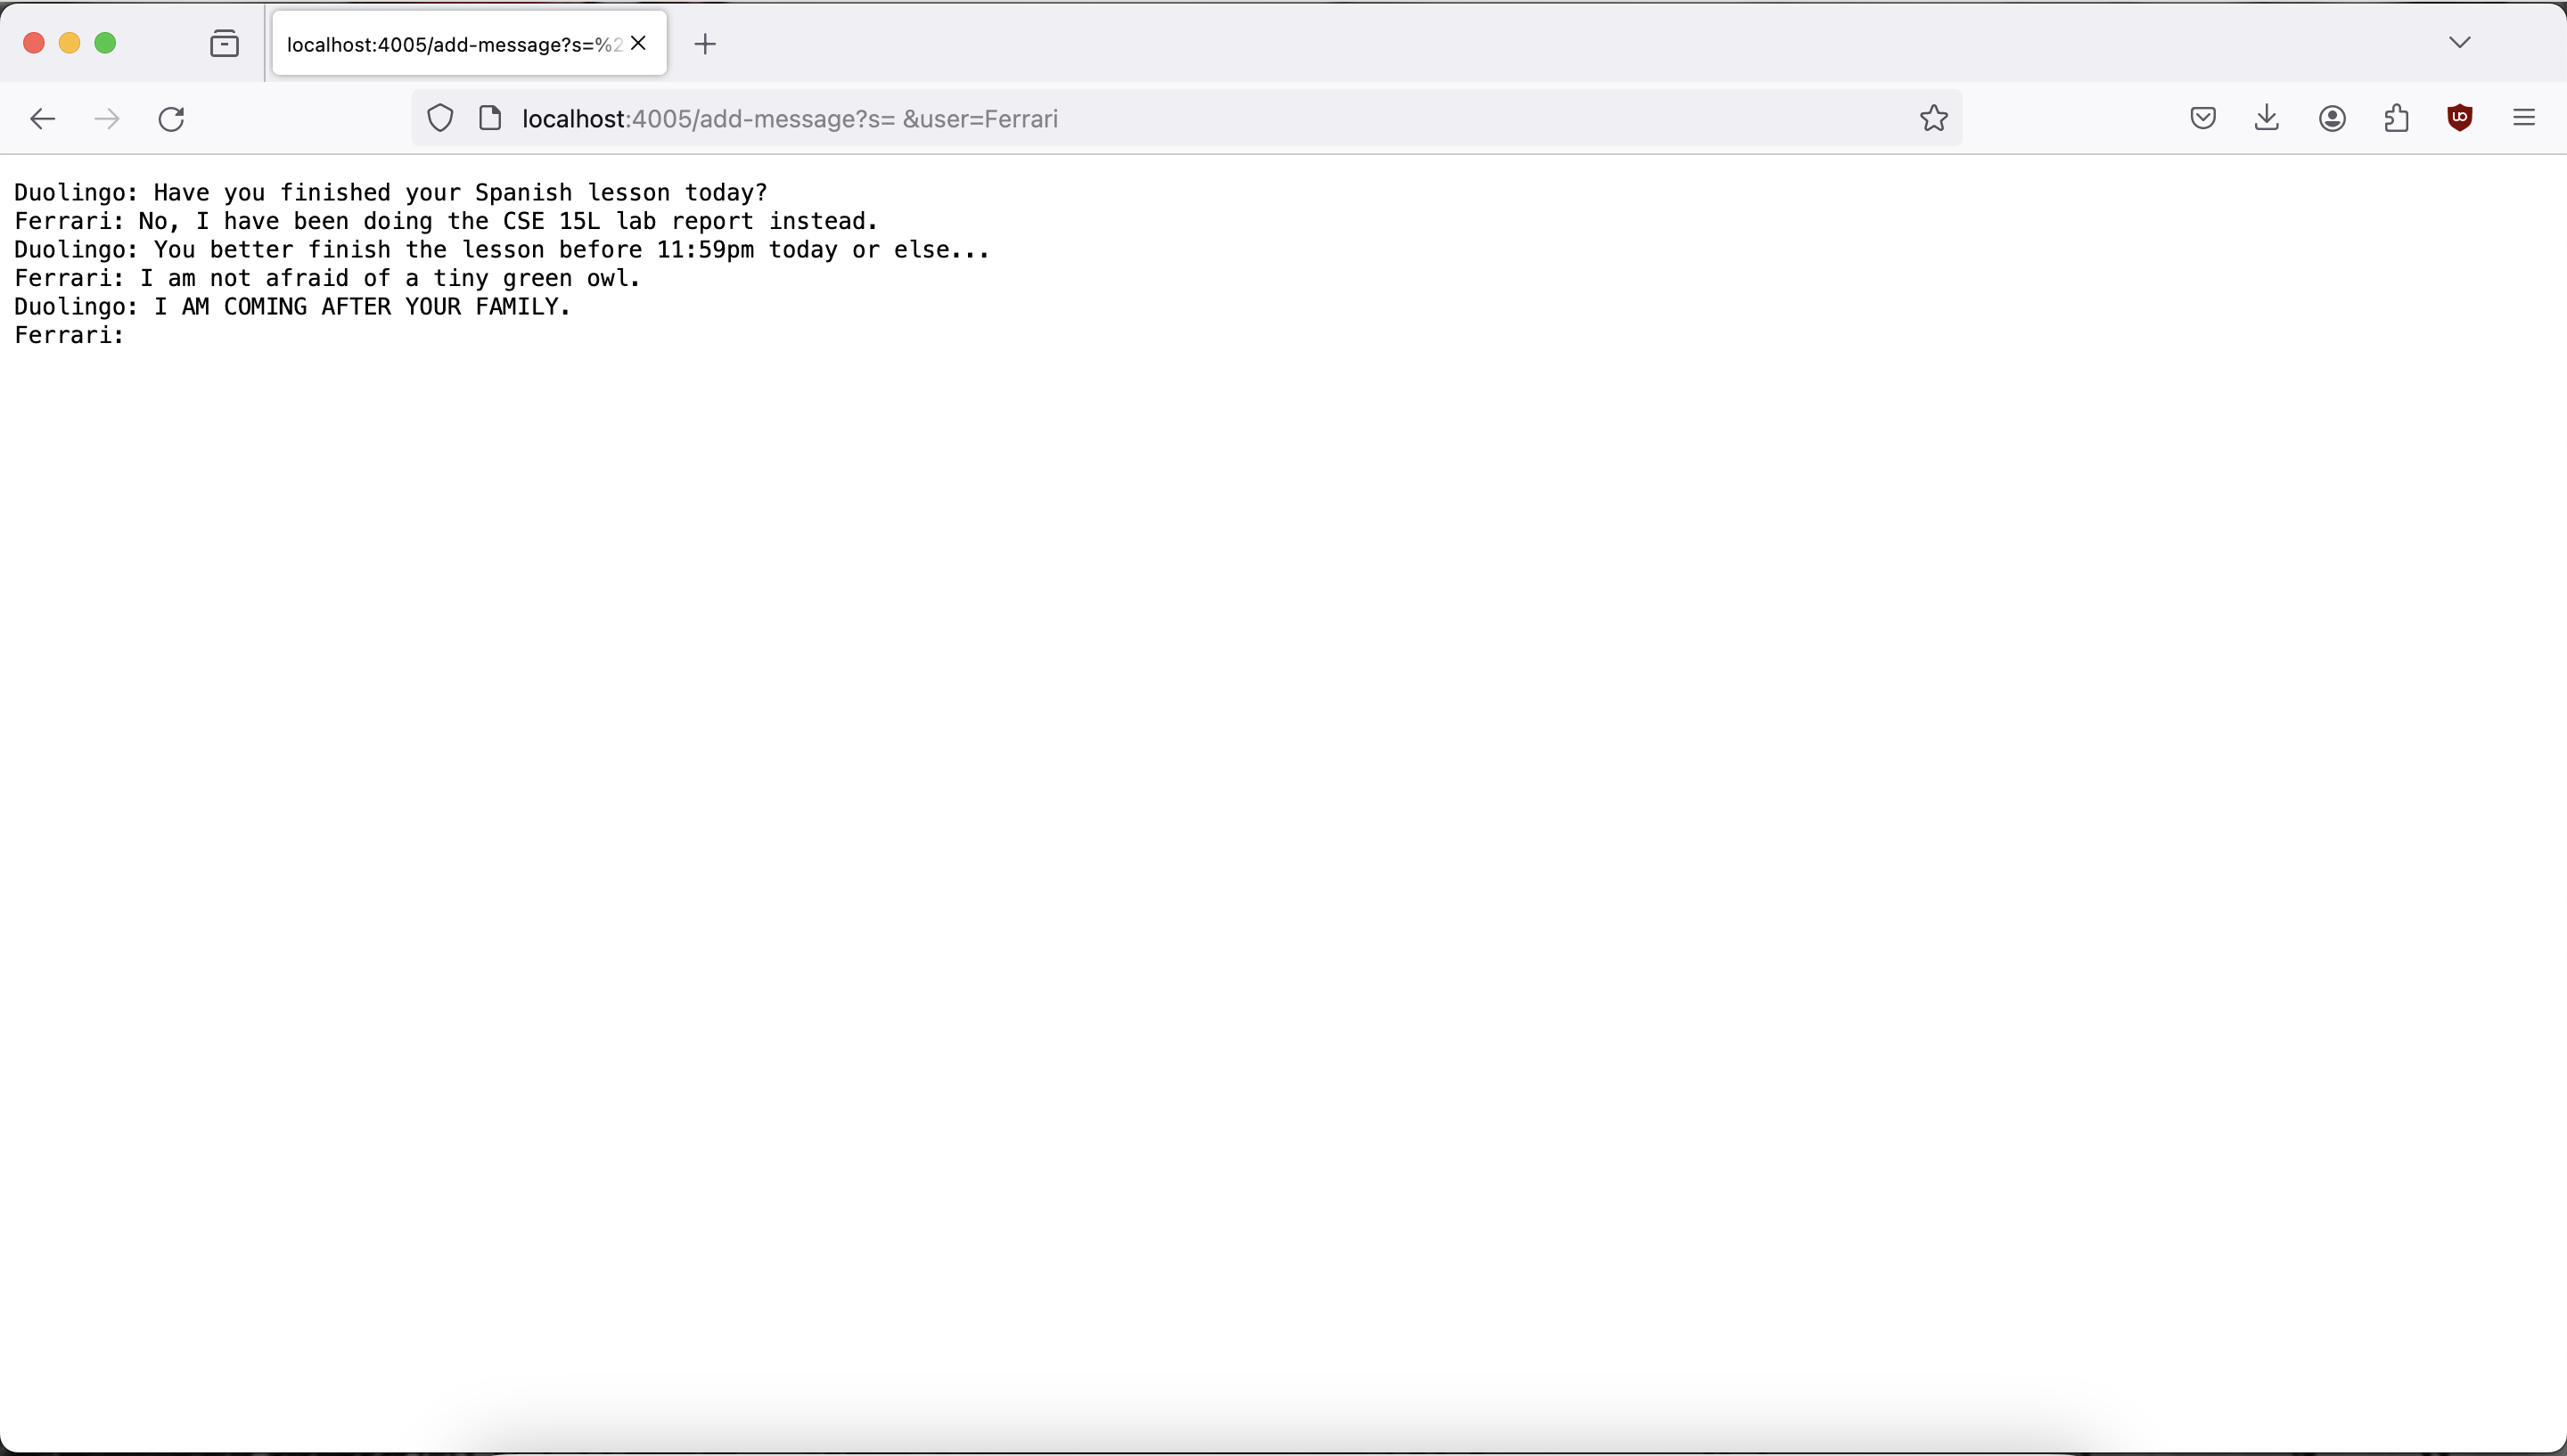 localhost:4005/add-message?s=%2
localhost:4005/add-message?s= &user=Ferrari
Duolingo: Have you finished your Spanish lesson today?
Ferrari: No, I have been doing the CSE 15L lab report instead.
Duolingo: You better finish the lesson before 11:59pm today or else...
Ferrari: I am not afraid of a tiny green owl.
Duolingo: I AM COMING AFTER YOUR FAMILY.
Ferrari: